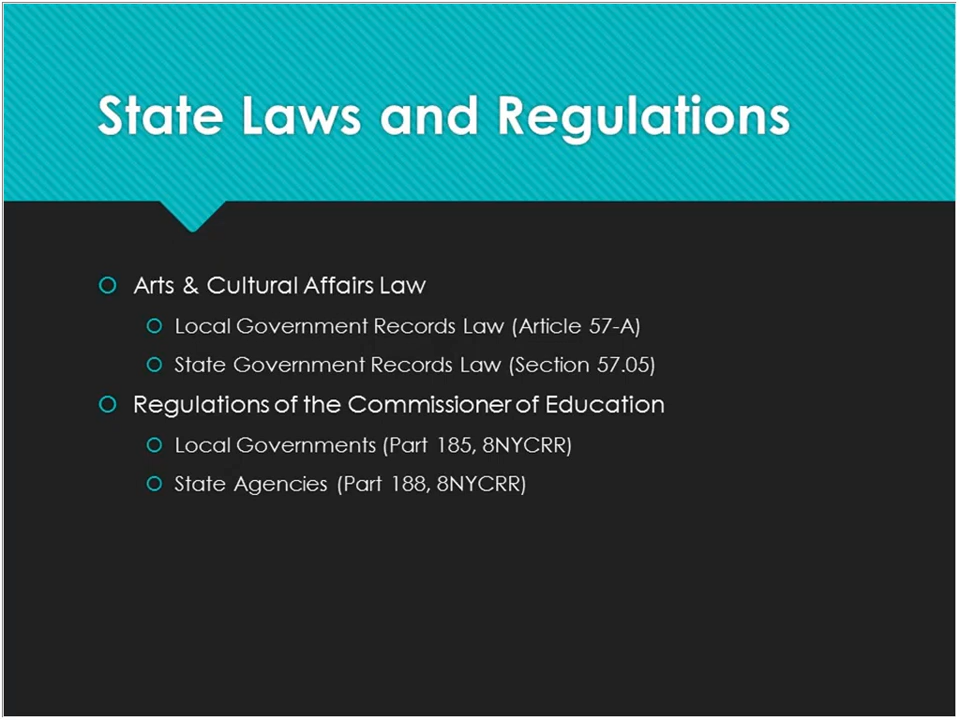 State Laws and Regulations
Arts & Cultural Affairs Law
Local Government Records Law (Article 57-A)
State Government Records Law (Section 57.05)
Regulations of the Commissioner of Education
Local Governments (Part 185, 8NYCRR)
State Agencies (Part 188, 8NYCRR)